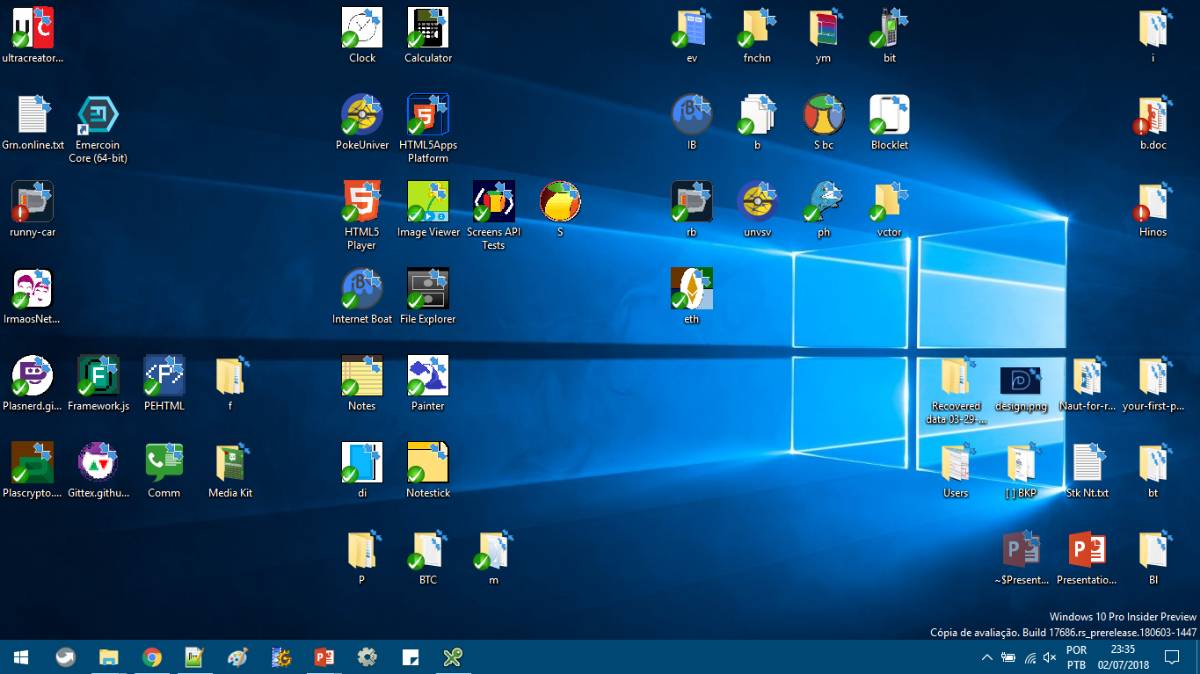 ultracreator...
Clock
Calculator
ev
fnchn
ym
bit
i
Gm.online.txt
Emercoin
Core (64-bit)
PokeUniver
HTML5Apps
Platform
IB
b
S bc
Blocklet
b.doc
runny-car
HTML5
Player
Image Viewer
Screens API
Tests
S
rb
unvsv
ph
vctor
Hinos
IrmaosNet...
Internet Boat
File Explorer
eth
Plasnerd.gi...
Framework.js
PEHTML
f
Notes
Painter
Recovered
data 03-29-...
design.png
Naut-for-r...
your-first-p...
Plascrypto....
Gittex.githu...
Comm
Media Kit
di
Notestick
Users
[ ] BKP
Stk Nt.txt
bt
P
BTC
m
~$Present...
Presentatio...
BI
Windows 10 Pro Insider Preview
Cópia de avaliação. Build 17686.rs_prerelease.180603-1447
POR
PTB
23:35
02/07/2018